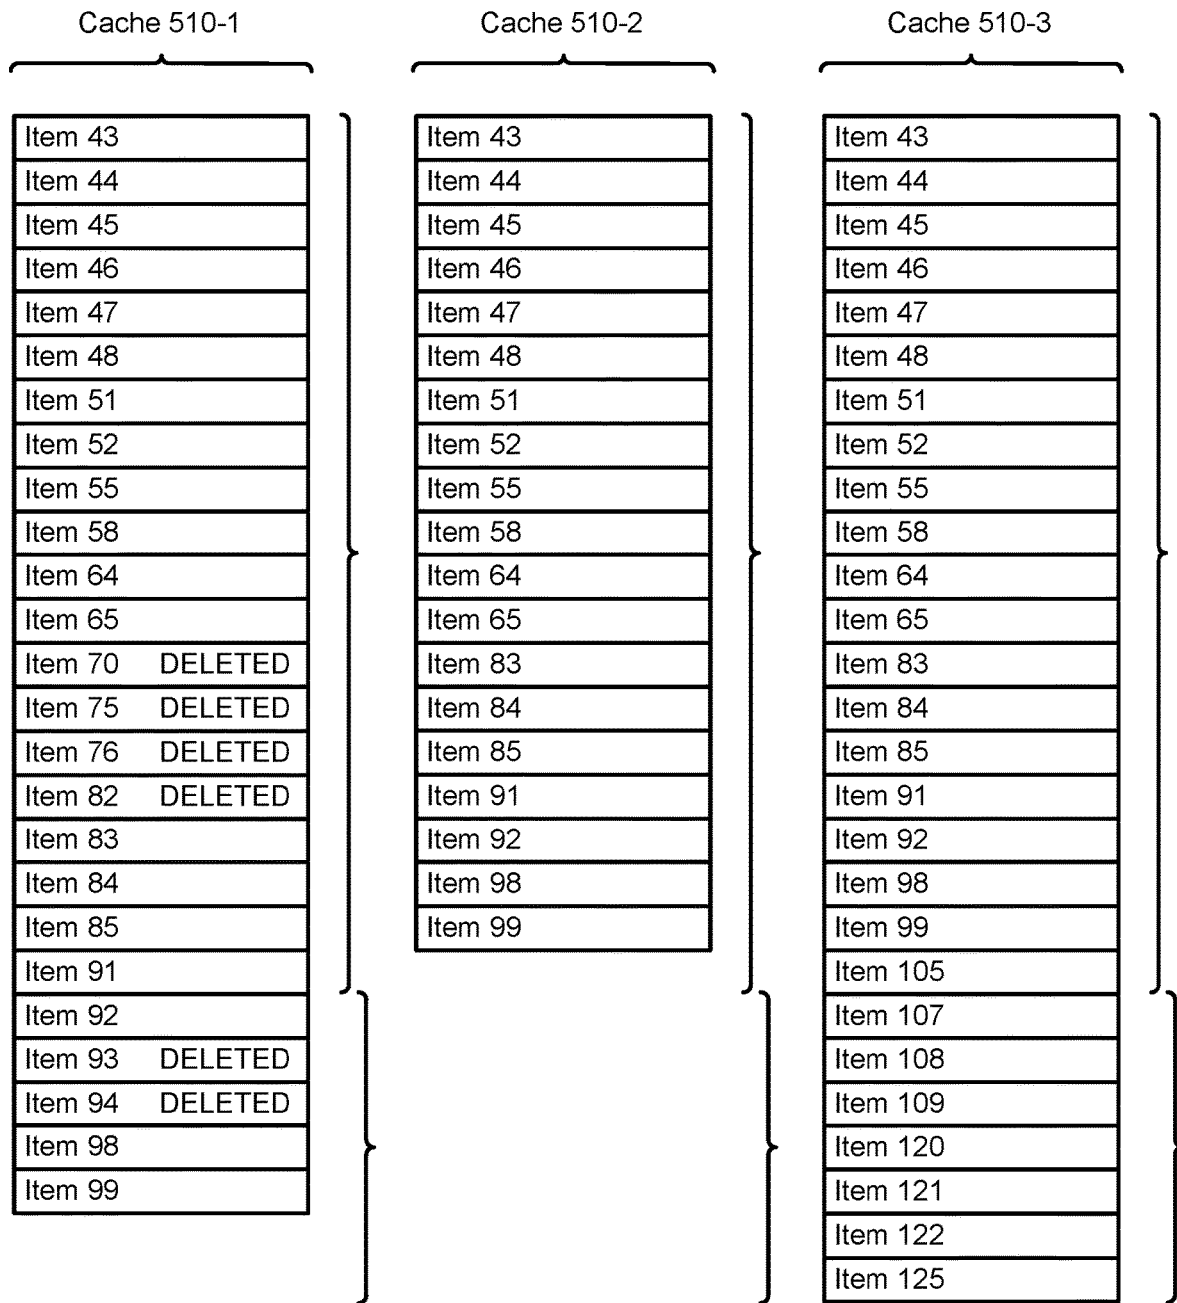 Cache 510-1
Item 43
Item 44
Item 45
Item 46
Item 47
Item 48
Item 51
Item 52
Item 55
Item 58
Item 64
Item 65
Item 70 DELETED
Item 75 DELETED
Item 76 DELETED
Item 82 DELETED
Item 83
Item 84
Item 85
Item 91
Item 92
Item 93 DELETED
Item 94 DELETED
Item 98
Item 99
Cache 510-2
Item 43
Item 44
Item 45
Item 46
Item 47
Item 48
Item 51
Item 52
Item 55
Item 58
Item 64
Item 65
Item 83
Item 84
Item 85
Item 91
Item 92
Item 98
Item 99
Cache 510-3
Item 43
Item 44
Item 45
Item 46
Item 47
Item 48
Item 51
Item 52
Item 55
Item 58
Item 64
Item 65
Item 83
Item 84
Item 85
Item 91
Item 92
Item 98
Item 99
Item 105
Item 107
Item 108
Item 109
Item 120
Item 121
Item 122
Item 125